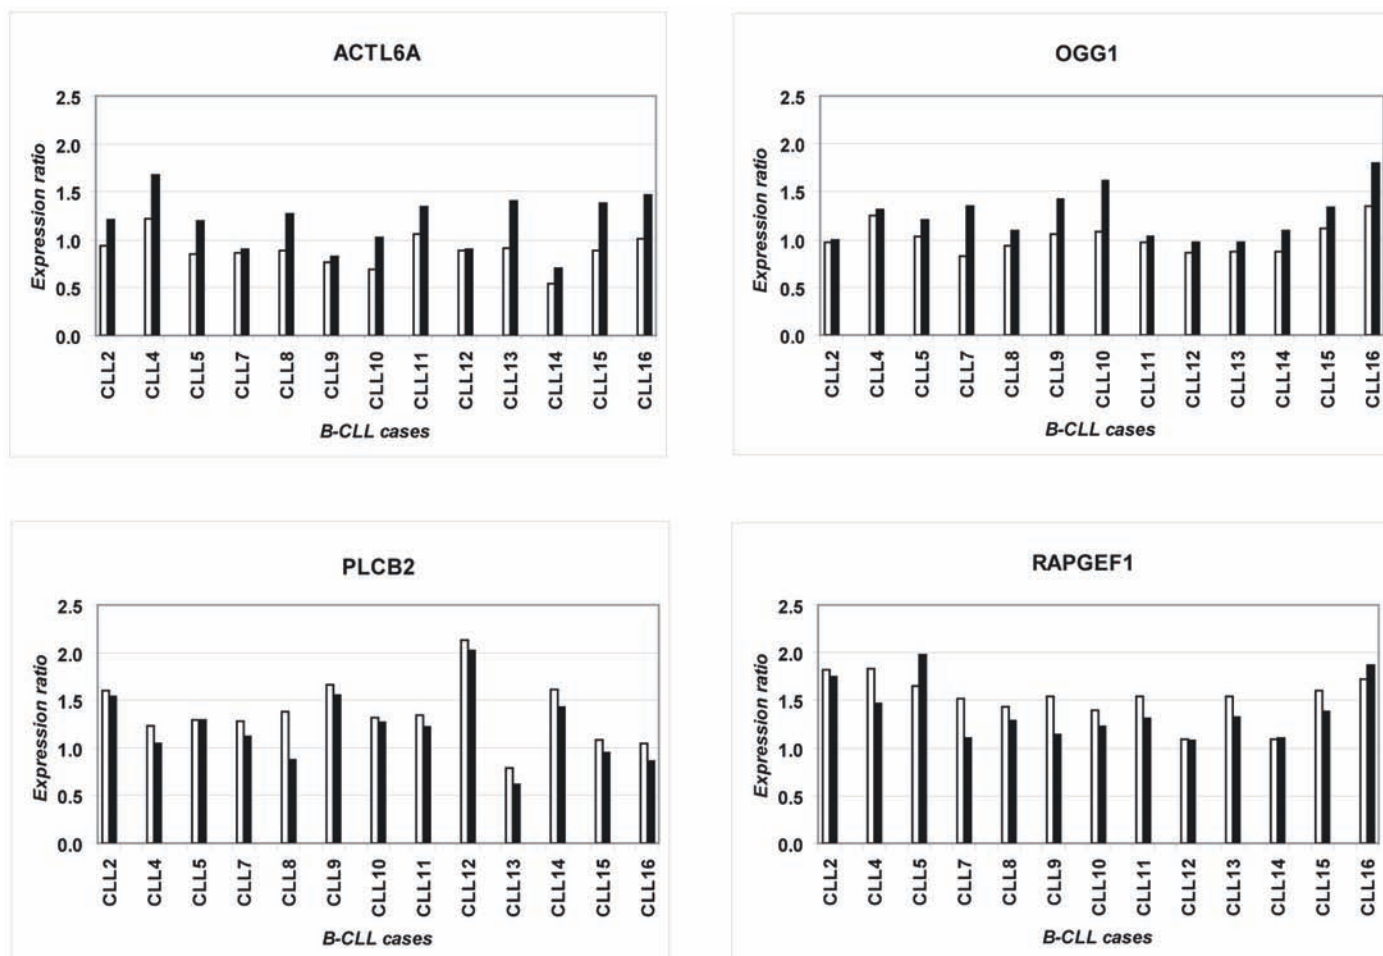 ACTL6A
Expression ratio
2.5
2.0
1.5
1.0
0.5
0.0
CLL2 CLL4 CLL5 CLL7 CLL8 CLL9 CLL10 CLL11 CLL12 CLL13 CLL14 CLL15 CLL16
B-CLL cases
OGG1
Expression ratio
2.5
2.0
1.5
1.0
0.5
0.0
CLL2 CLL4 CLL5 CLL7 CLL8 CLL9 CLL10 CLL11 CLL12 CLL13 CLL14 CLL15 CLL16
B-CLL cases
PLCB2
Expression ratio
2.5
2.0
1.5
1.0
0.5
0.0
CLL2 CLL4 CLL5 CLL7 CLL8 CLL9 CLL10 CLL11 CLL12 CLL13 CLL14 CLL15 CLL16
B-CLL cases
RAPGEF1
Expression ratio
2.5
2.0
1.5
1.0
0.5
0.0
CLL2 CLL4 CLL5 CLL7 CLL8 CLL9 CLL10 CLL11 CLL12 CLL13 CLL14 CLL15 CLL16
B-CLL cases